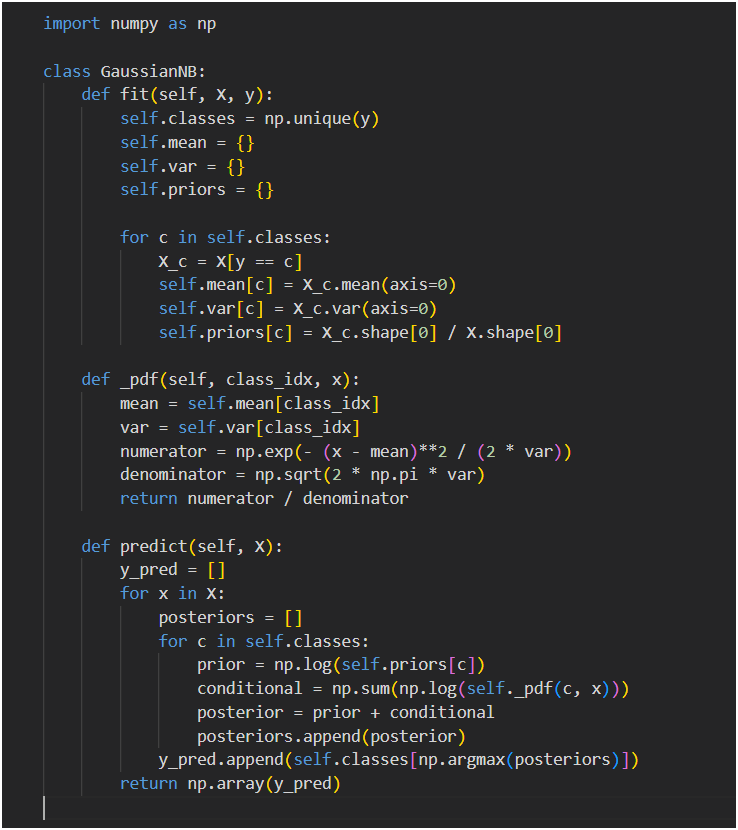 import numpy as np
class GaussianNB:
    def fit(self, X, y):
        self.classes = np.unique(y)
        self.mean = {}
        self.var = {}
        self.priors = {}
        for c in self.classes:
            X_c = X[y == c]
            self.mean[c] = X_c.mean(axis=0)
            self.var[c] = X_c.var(axis=0)
            self.priors[c] = X_c.shape[0] / X.shape[0]
    def _pdf(self, class_idx, x):
        mean = self.mean[class_idx]
        var = self.var[class_idx]
        numerator = np.exp(- (x - mean)**2 / (2 * var))
        denominator = np.sqrt(2 * np.pi * var)
        return numerator / denominator
    def predict(self, X):
        y_pred = []
        for x in X:
            posteriors = []
            for c in self.classes:
                prior = np.log(self.priors[c])
                conditional = np.sum(np.log(self._pdf(c, x)))
                posterior = prior + conditional
                posteriors.append(posterior)
            y_pred.append(self.classes[np.argmax(posteriors)])
        return np.array(y_pred)